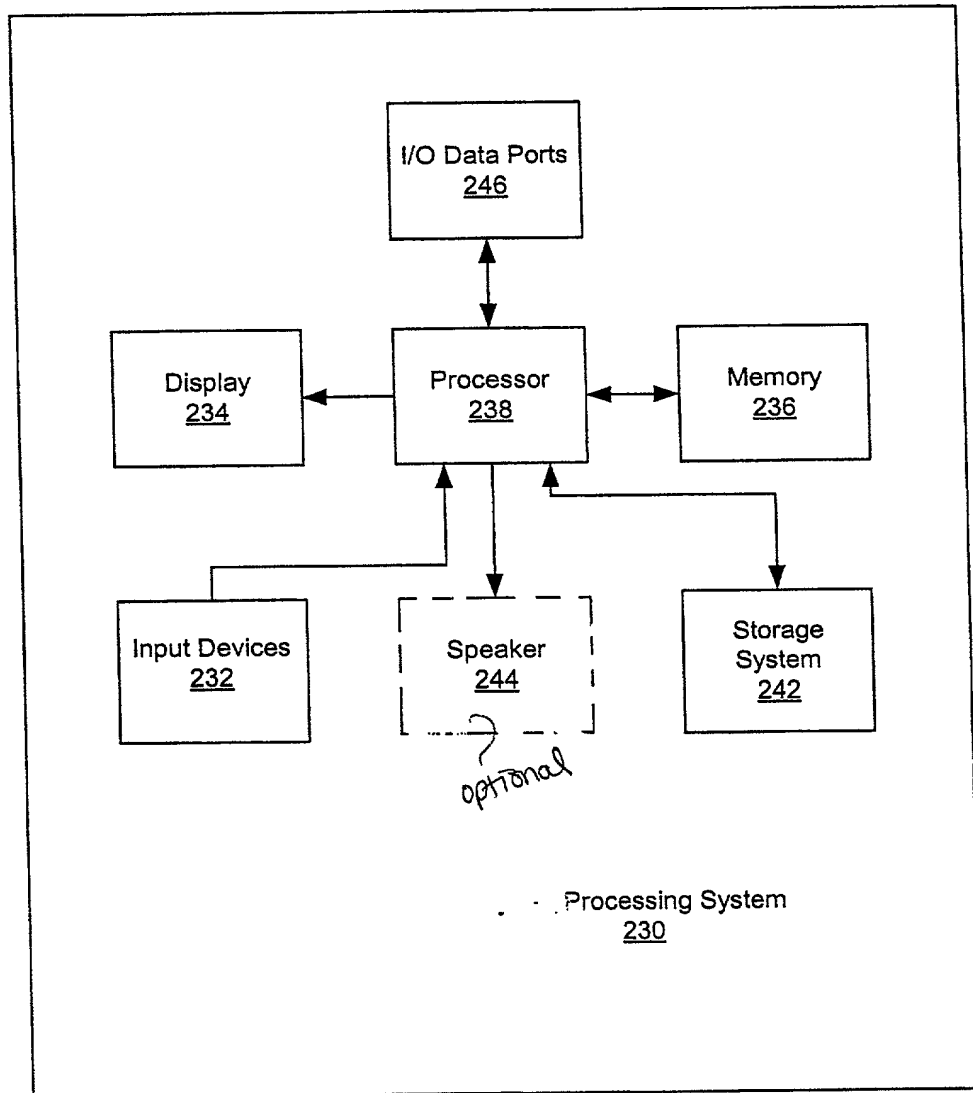 I/O Data Ports
246
Display
234
Processor
238
Memory
236
Input Devices
232
Speaker
244
Storage
System
242
optional
Processing System
230